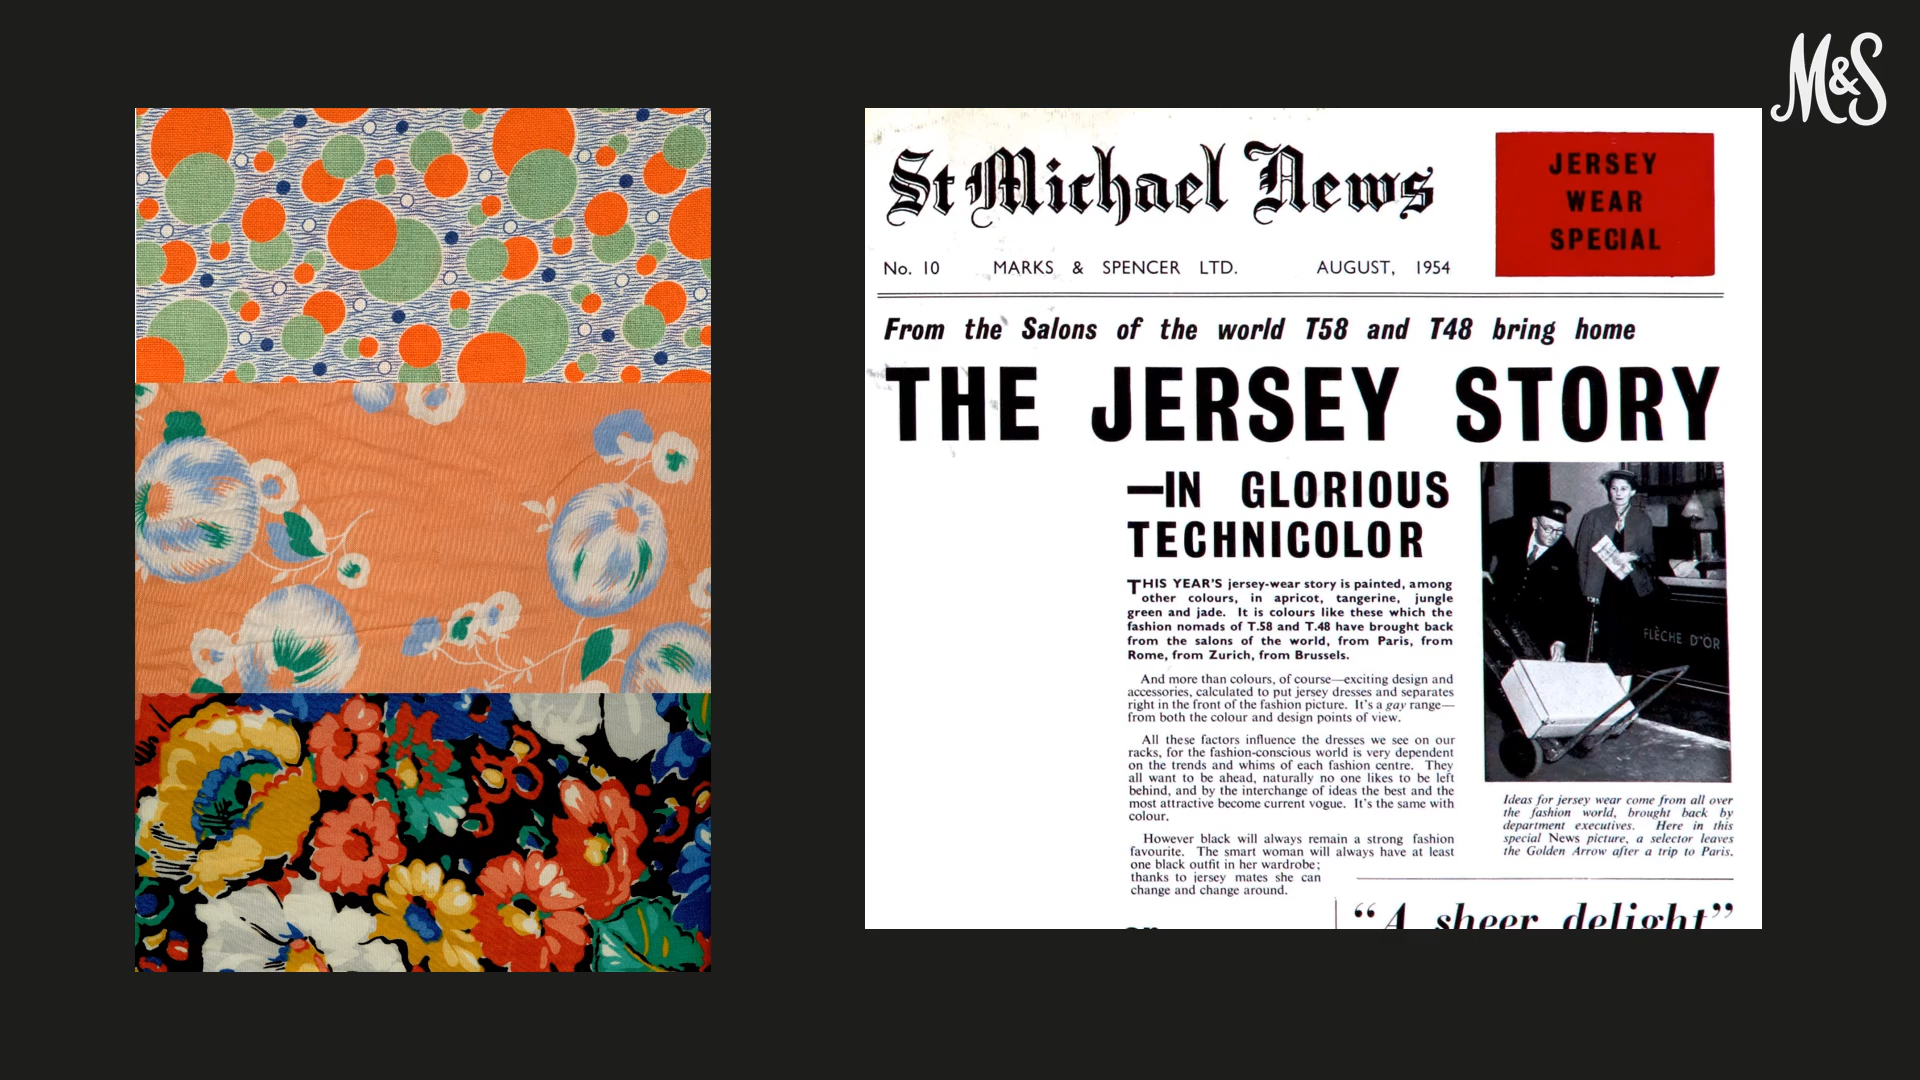 M&S
St Michael News
JERSEY
WEAR
SPECIAL
No. 10 MARKS & SPENCER LTD. AUGUST, 1954
From the Salons of the world T58 and T48 bring home
THE JERSEY STORY
—IN GLORIOUS
TECHNICOLOR
THIS YEAR'S jersey-wear story is painted, among
other colours, in apricot, tangerine, jungle
green and jade. It is colours like these which the
fashion nomads of T.58 and T.48 have brought back
from the salons of the world, from Paris, from
Rome, from Zurich, from Brussels.
And more than colours, of course—exciting design and
accessories, calculated to put jersey dresses and separates
right in the front of the fashion picture. It's a gay range—
from both the colour and design points of view.
All these factors influence the dresses we see on our
racks, for the fashion-conscious world is very dependent
on the trends and whims of each fashion centre. They
all want to be ahead, naturally no one likes to be left
behind, and by the interchange of ideas the best and the
most attractive become current vogue. It's the same with
colour.
However black will always remain a strong fashion
favourite. The smart woman will always have at least
one black outfit in her wardrobe;
thanks to jersey mates she can
change and change around.
FLÈCHE D'OR
Ideas for jersey wear come from all over
the fashion world, brought back by
department executives. Here in this
special News picture, a selector leaves
the Golden Arrow after a trip to Paris.
"A sheer delight"